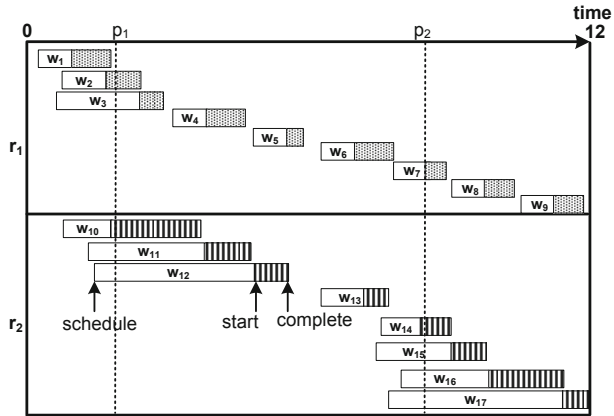 time
0 p1 p2 12
w1
w2
w3
w4
w5
r1
w6
w7
w8
w9
w10
w11
w12
w13
schedule start complete
r2
w14
w15
w16
w17